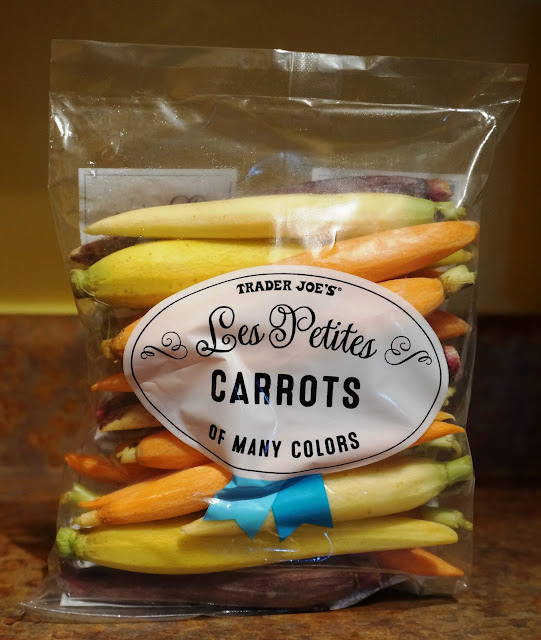 TRADER JOE'S®
Les Petites
CARROTS
OF MANY COLORS